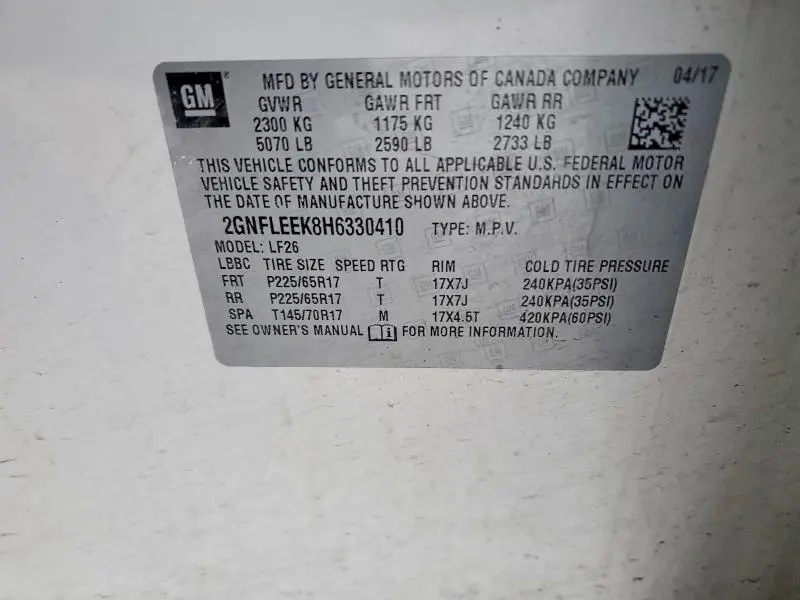 GM
MFD BY GENERAL MOTORS OF CANADA COMPANY 04/17
GVWR GAWR FRT GAWR RR
2300 KG 1175 KG 1240 KG
5070 LB 2590 LB 2733 LB
THIS VEHICLE CONFORMS TO ALL APPLICABLE U.S. FEDERAL MOTOR
VEHICLE SAFETY AND THEFT PREVENTION STANDARDS IN EFFECT ON
THE DATE OF MANUFACTURE SHOWN ABOVE.
2GNFLEEK8H6330410 TYPE: M.P.V.
MODEL: LF26
LBBC TIRE SIZE SPEED RTG RIM COLD TIRE PRESSURE
FRT P225/65R17 T 17X7J 240KPA(35PSI)
RR P225/65R17 T 17X7J 240KPA(35PSI)
SPA T145/70R17 M 17X4.5T 420KPA(60PSI)
SEE OWNER'S MANUAL i FOR MORE INFORMATION.